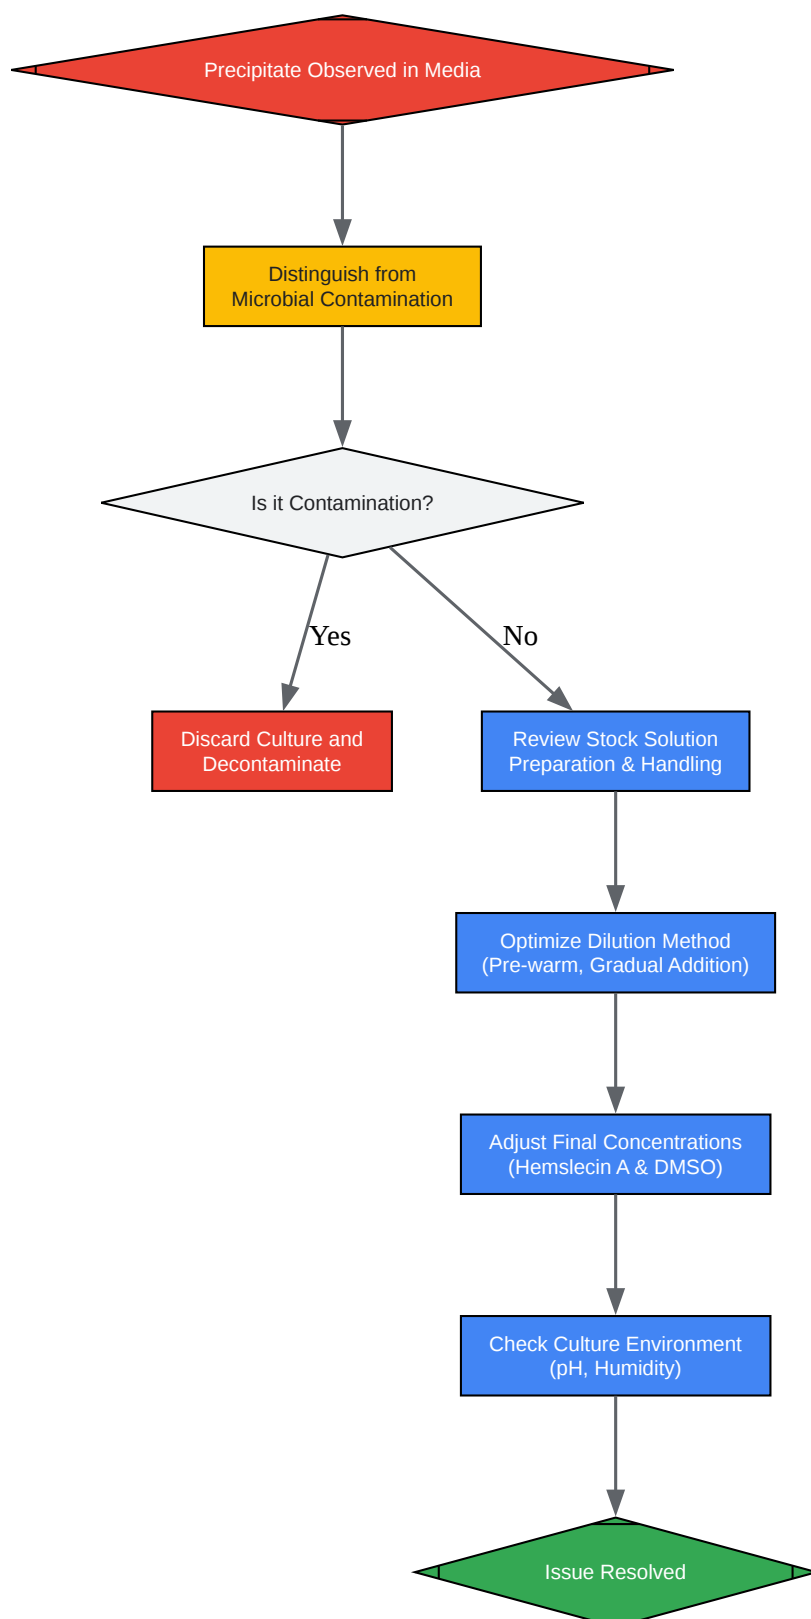 Precipitate Observed in Media
Distinguish from
Microbial Contamination
Is it Contamination?
Yes
No
Discard Culture and
Decontaminate
Review Stock Solution
Preparation & Handling
Optimize Dilution Method
(Pre-warm, Gradual Addition)
Adjust Final Concentrations
(Hemslecin A & DMSO)
Check Culture Environment
(pH, Humidity)
Issue Resolved